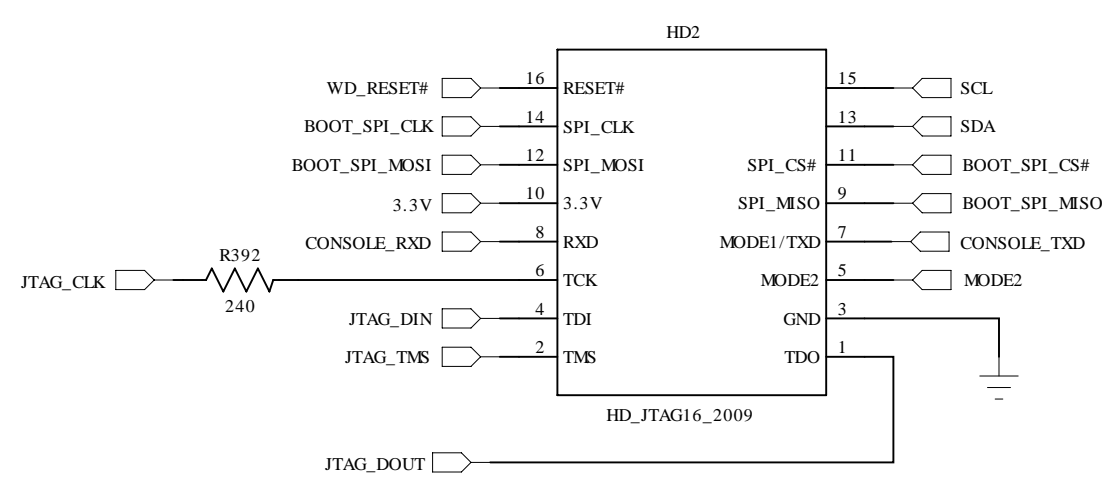 HD2
WD_RESET# 16 RESET# 15 SCL
BOOT_SPI_CLK 14 SPI_CLK 13 SDA
BOOT_SPI_MOSI 12 SPI_MOSI SPI_CS# 11 BOOT_SPI_CS#
3.3V 10 3.3V SPI_MISO 9 BOOT_SPI_MISO
CONSOLE_RXD 8 RXD MODE1/TXD 7 CONSOLE_TXD
R392
JTAG_CLK 6 TCK MODE2 5 MODE2
240
JTAG_DIN 4 TDI GND 3
JTAG_TMS 2 TMS TDO 1
HD_JTAG16_2009
JTAG_DOUT